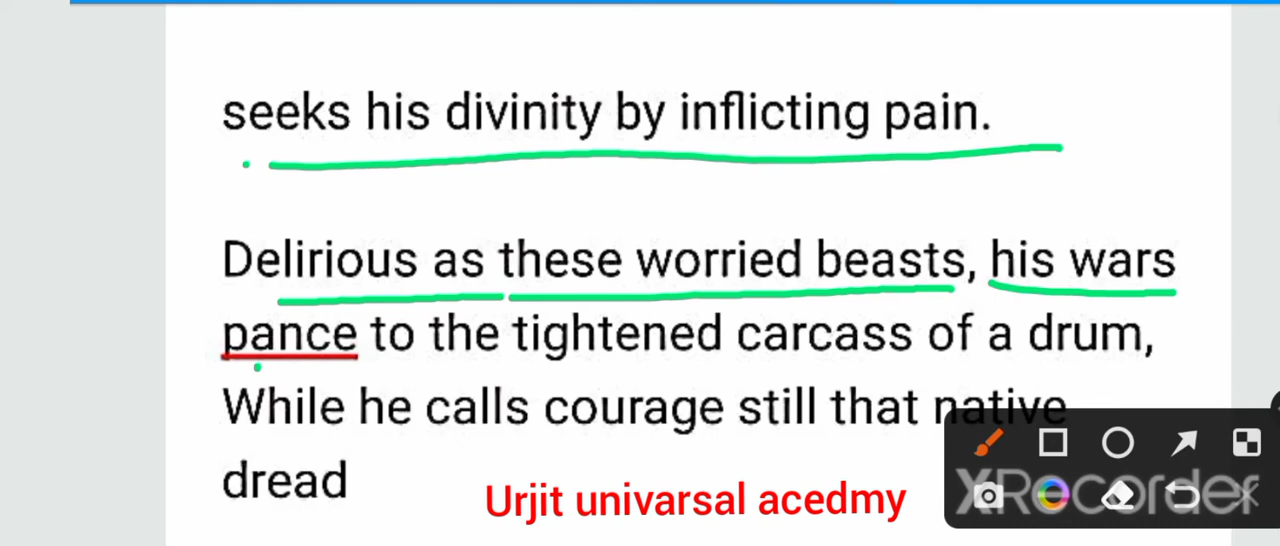 seeks his divinity by inflicting pain.
Delirious as these worried beasts, his wars
pance to the tightened carcass of a drum,
While he calls courage still that native
dread
Urjit univarsal acedmy
XRecorder